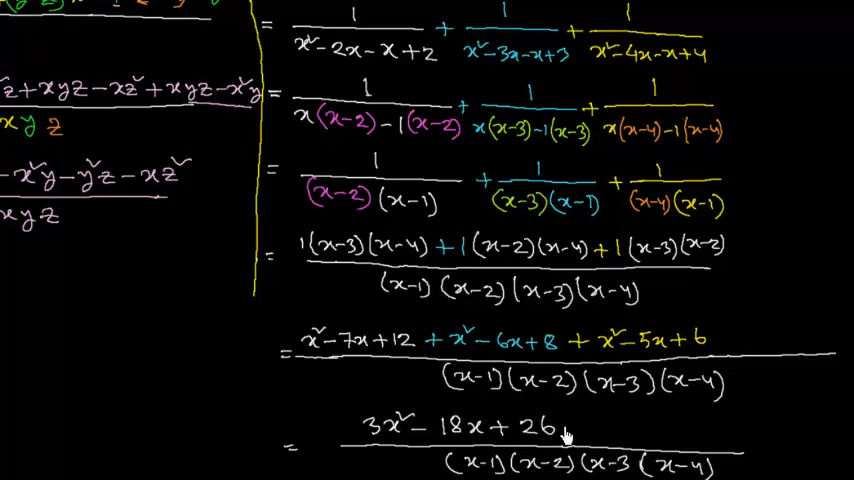 z + xyz - xz² + xyz - x²y
xyz
- x²y - y²z - xz²
xyz
= 1/(x²-2x-x+2) + 1/(x²-3x-x+3) + 1/(x²-4x-x+4)
= 1/(x(x-2)-1(x-2)) + 1/(x(x-3)-1(x-3)) + 1/(x(x-4)-1(x-4))
= 1/((x-2)(x-1)) + 1/((x-3)(x-1)) + 1/((x-4)(x-1))
= 1(x-3)(x-4)+1(x-2)(x-4)+1(x-3)(x-2)
(x-1)(x-2)(x-3)(x-4)
= x²-7x+12 + x²-6x+8 + x²-5x+6
(x-1)(x-2)(x-3)(x-4)
= 3x²-18x+26
(x-1)(x-2)(x-3(x-4)